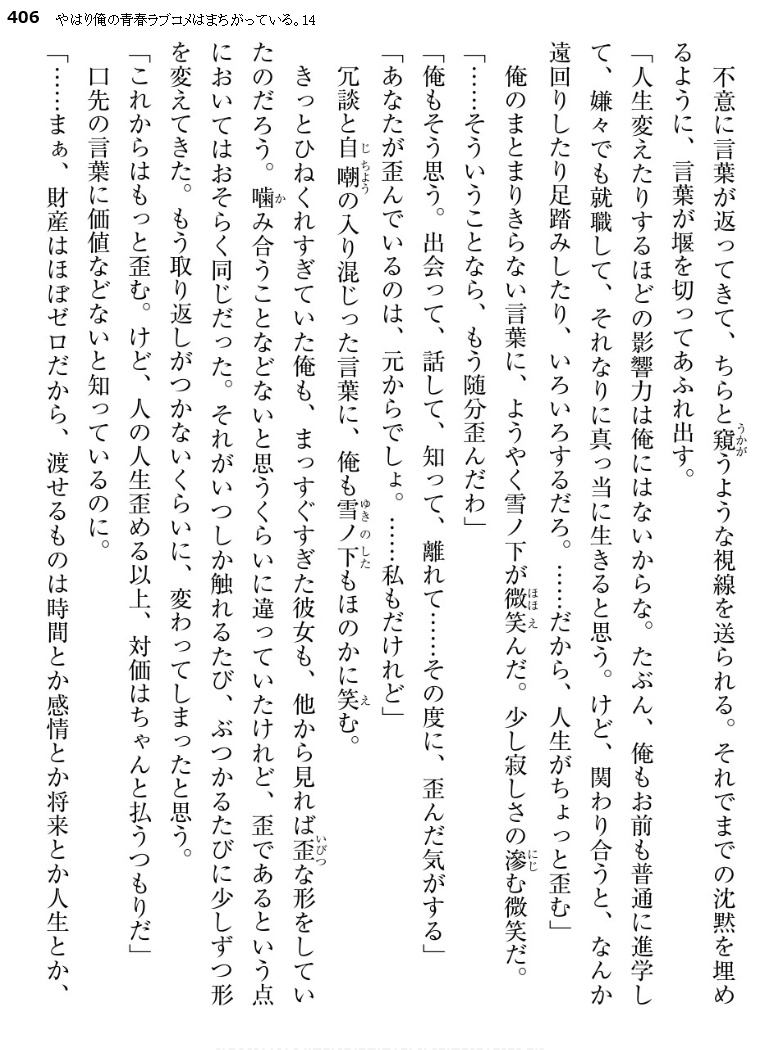 406 やはり俺の青春ラブコメはまちがっている。14
不意に言葉が返ってきて、ちらと窺うような視線を送られる。それでまでの沈黙を埋め
るように、言葉が堰を切ってあふれ出す。
「人生変えたりするほどの影響力は俺にはないからな。たぶん、俺もお前も普通に進学し
て、嫌々でも就職して、それなりに真っ当に生きると思う。けど、関わり合うと、なんか
遠回りしたり足踏みしたり、いろいろするだろ。……だから、人生がちょっと歪む」
俺のまとまりきらない言葉に、ようやく雪ノ下が微笑んだ。少し寂しさの滲む微笑だ。
「……そういうことなら、もう随分歪んだわ」
「俺もそう思う。出会って、話して、知って、離れて……その度に、歪んだ気がする」
「あなたが歪んでいるのは、元からでしょ。……私もだけれど」
冗談と自嘲の入り混じった言葉に、俺も雪ノ下もほのかに笑む。
きっとひねくれすぎていた俺も、まっすぐすぎた彼女も、他から見れば歪な形をしてい
たのだろう。噛み合うことなどないと思うくらいに違っていたけれど、歪であるという点
においてはおそらく同じだった。それがいつしか触れるたび、ぶつかるたびに少しずつ形
を変えてきた。もう取り返しがつかないくらいに、変わってしまったと思う。
「これからはもっと歪む。けど、人の人生歪める以上、対価はちゃんと払うつもりだ」
口先の言葉に価値などないと知っているのに。
「……まぁ、財産はほぼゼロだから、渡せるものは時間とか感情とか将来とか人生とか、